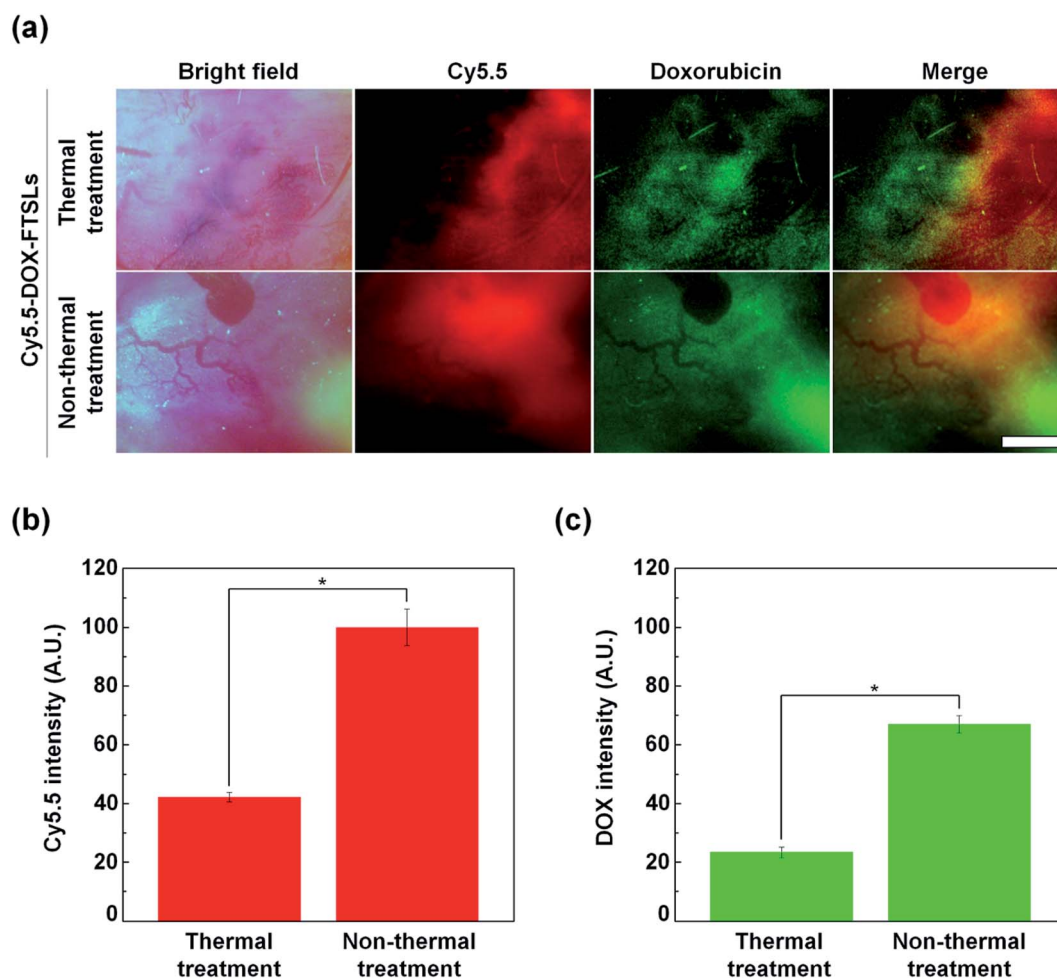 (a)
Bright field
Cy5.5
Doxorubicin
Merge
Cy5.5-DOX-FTSLs
Thermal
treatment
Non-thermal
treatment
(b)
Cy5.5 intensity (A.U.)
120
100
80
60
40
20
0
*
Thermal
treatment
Non-thermal
treatment
(c)
DOX intensity (A.U.)
120
100
80
60
40
20
0
*
Thermal
treatment
Non-thermal
treatment